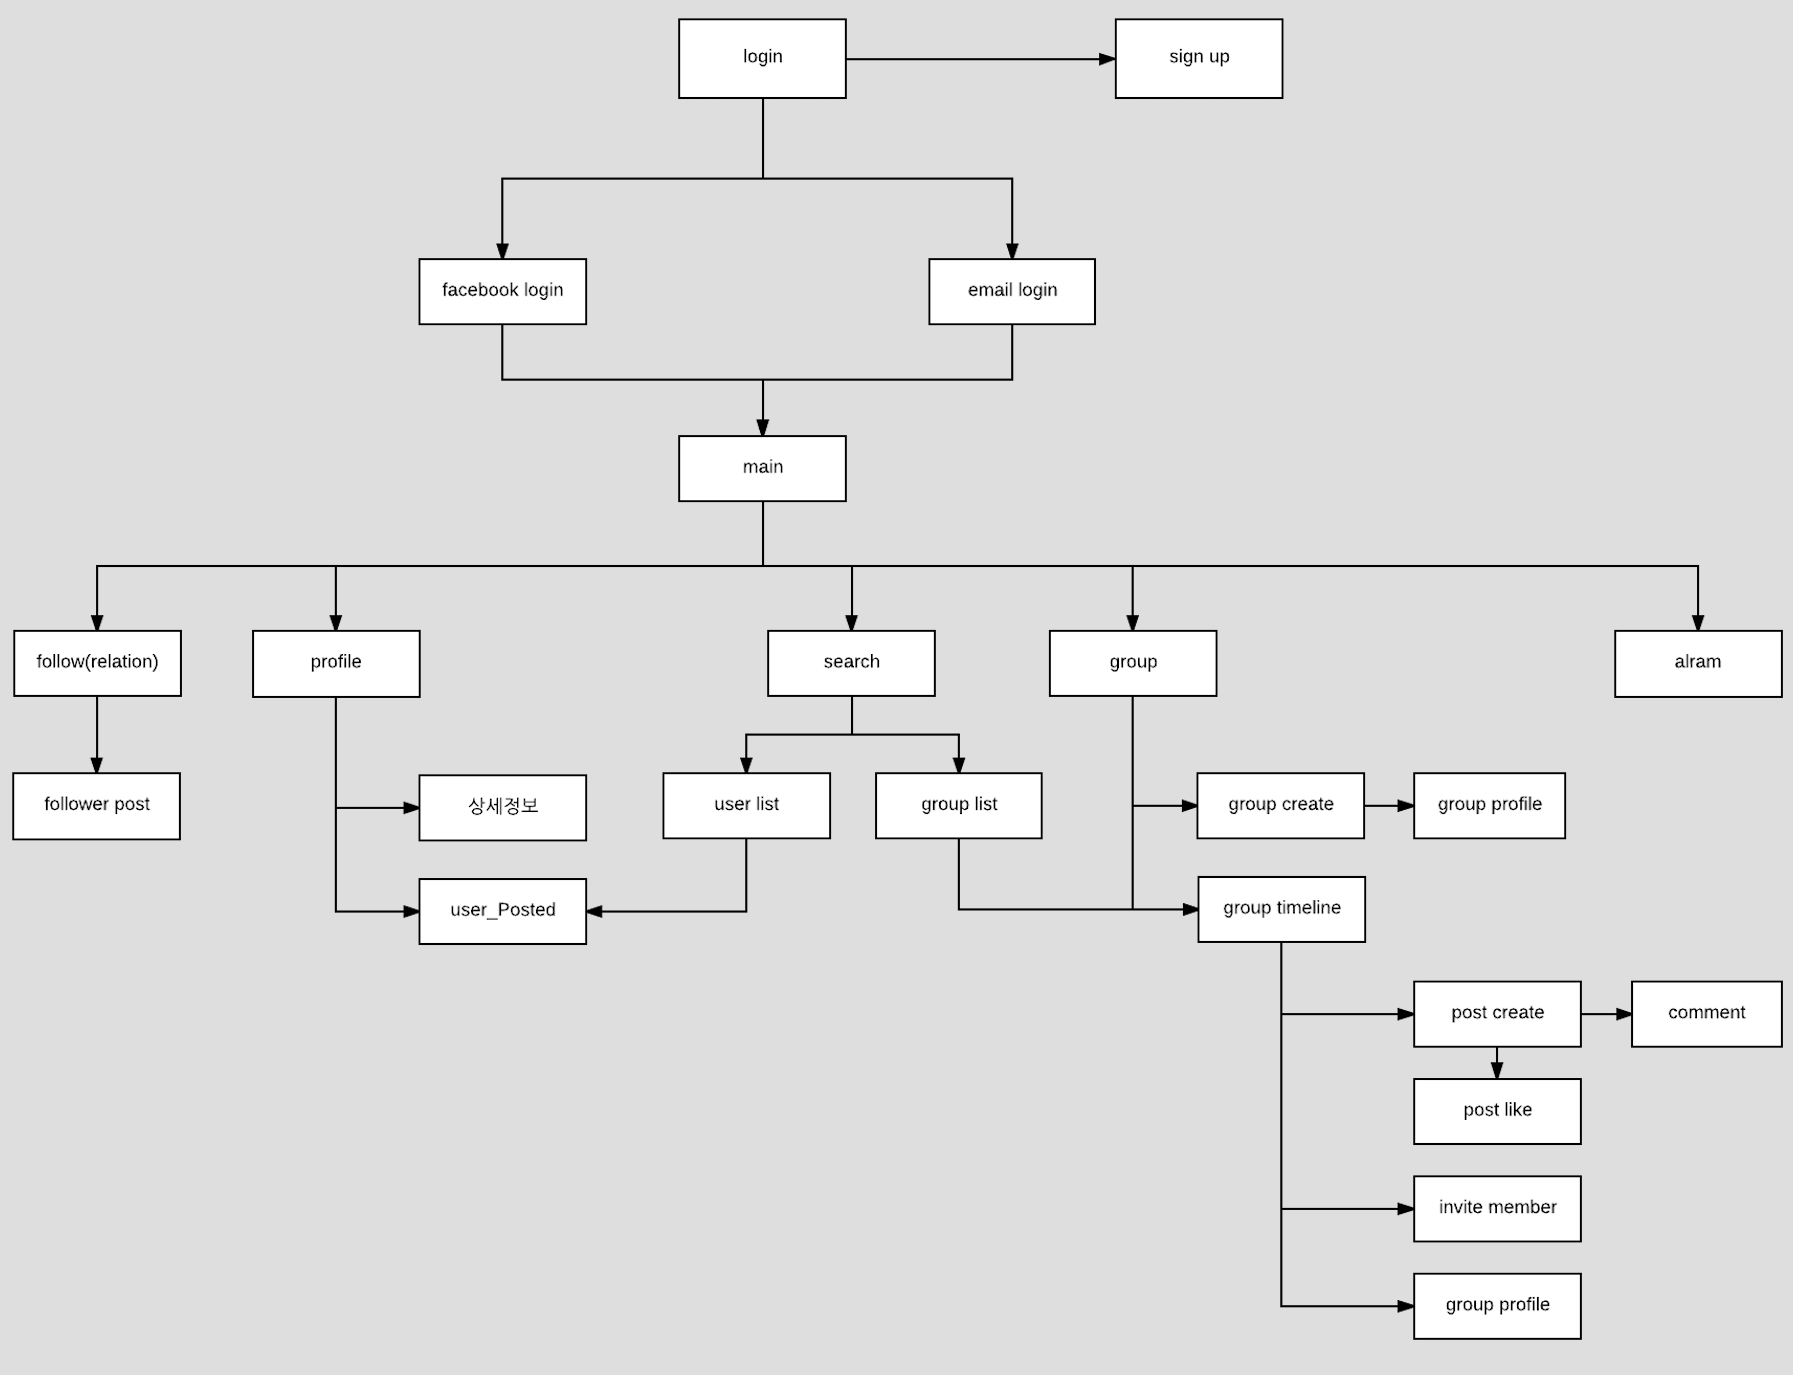 login
sign up
facebook login
email login
main
follow(relation)
profile
search
group
alram
follower post
상세정보
user list
group list
group create
group profile
user_Posted
group timeline
post create
comment
post like
invite member
group profile